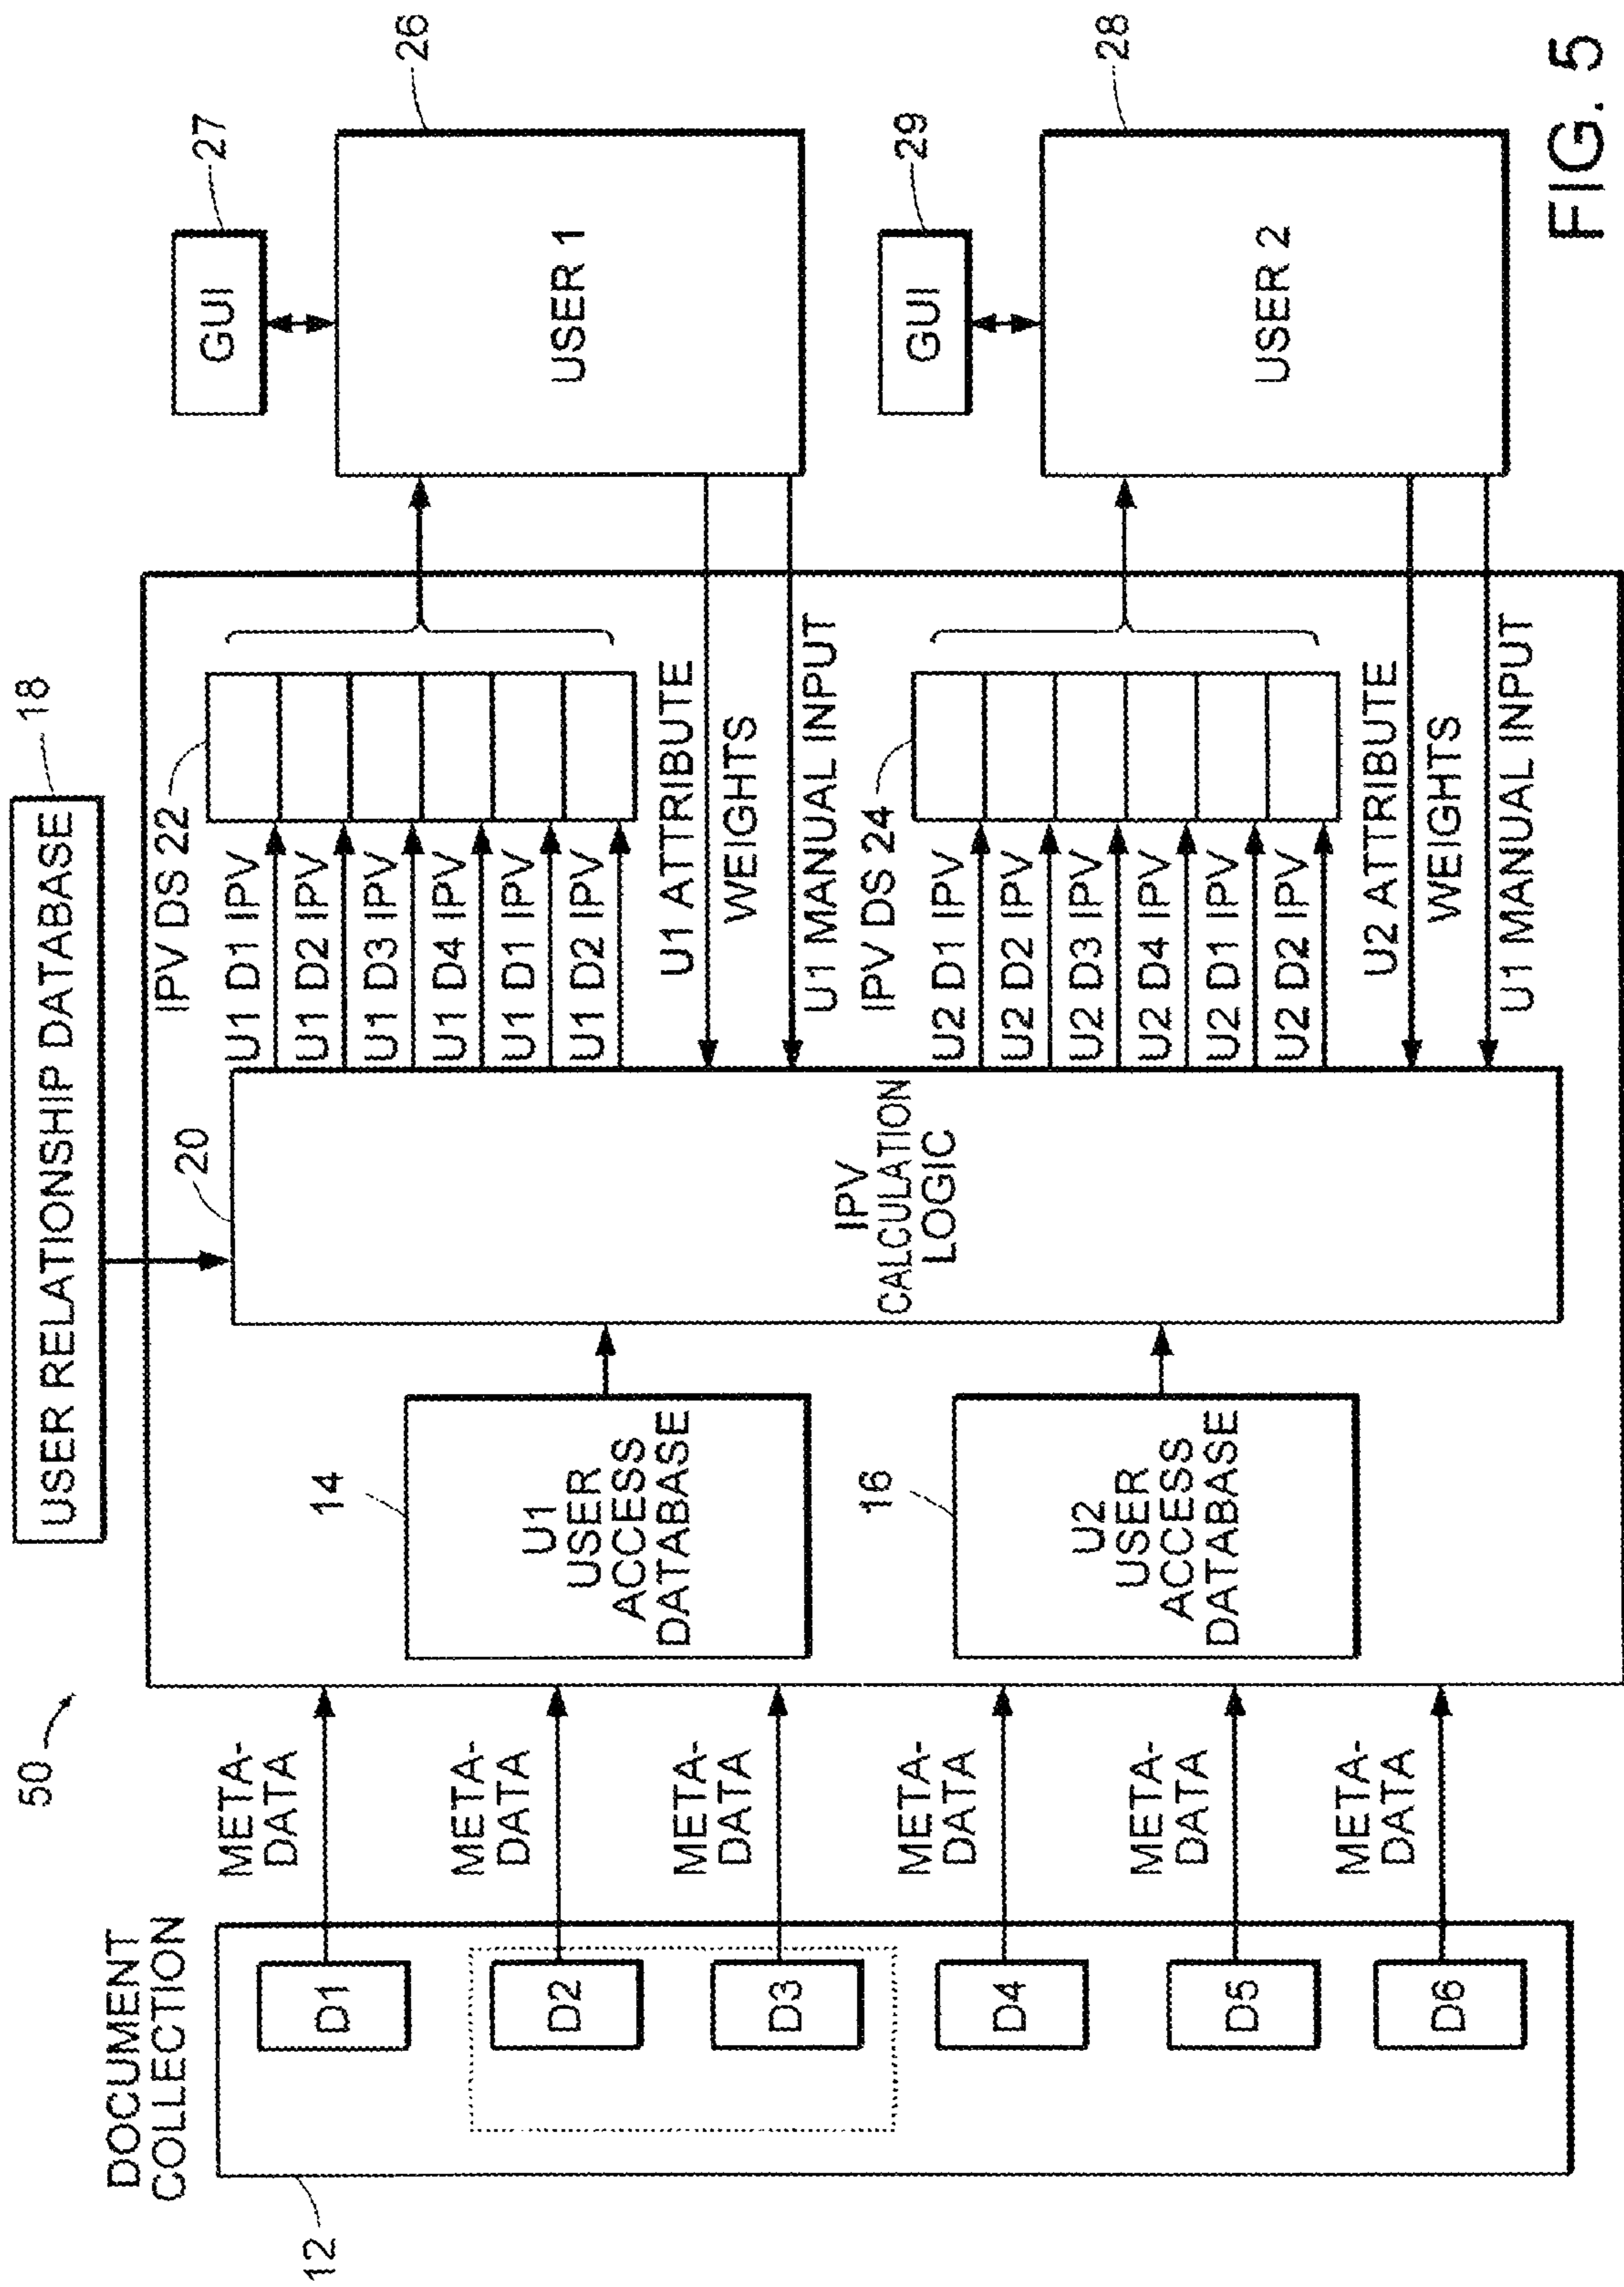 USER RELATIONSHIP DATABASE
18
50
DOCUMENT
COLLECTION
12
D1
D2
D3
D4
D5
D6
META-
DATA
META-
DATA
META-
DATA
META-
DATA
META-
DATA
META-
DATA
14
U1
USER
ACCESS
DATABASE
16
U2
USER
ACCESS
DATABASE
20
IPV
CALCULATION
LOGIC
IPV DS 22
U1 D1 IPV
U1 D2 IPV
U1 D3 IPV
U1 D4 IPV
U1 D1 IPV
U1 D2 IPV
U1 ATTRIBUTE
WEIGHTS
U1 MANUAL INPUT
IPV DS 24
U2 D1 IPV
U2 D2 IPV
U2 D3 IPV
U2 D4 IPV
U2 D1 IPV
U2 D2 IPV
U2 ATTRIBUTE
WEIGHTS
U1 MANUAL INPUT
GUI
27
USER 1
26
GUI
29
USER 2
28
FIG. 5